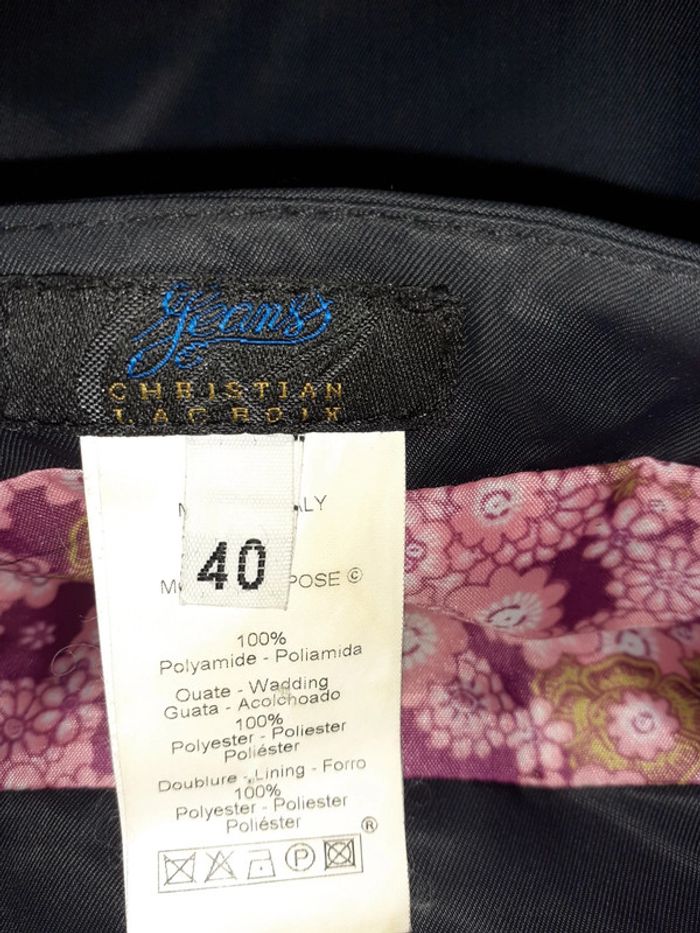 Jeans
CHRISTIAN
LACROIX
40
100%
Polyamide - Poliamida
Ouate - Wadding
Guata - Acolchoado
100%
Polyester - Poliester
Poliéster
Doublure - Lining - Forro
100%
Polyester - Poliester
Poliéster
®
P